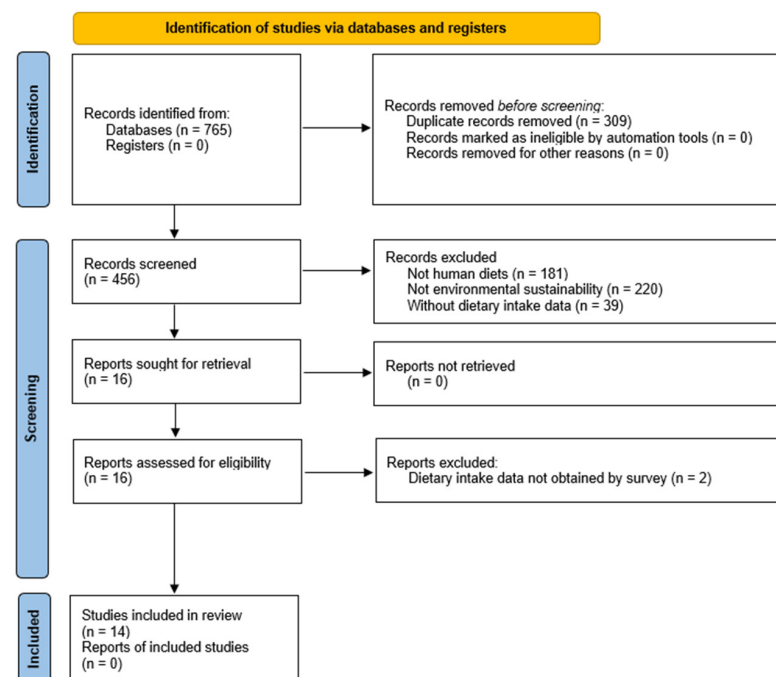 Identification of studies via databases and registers
Identification
Records identified from:
Databases (n = 765)
Registers (n = 0)
Records removed before screening:
Duplicate records removed (n = 309)
Records marked as ineligible by automation tools (n = 0)
Records removed for other reasons (n = 0)
Screening
Records screened
(n = 456)
Records excluded
Not human diets (n = 181)
Not environmental sustainability (n = 220)
Without dietary intake data (n = 39)
Reports sought for retrieval
(n = 16)
Reports not retrieved
(n = 0)
Reports assessed for eligibility
(n = 16)
Reports excluded:
Dietary intake data not obtained by survey (n = 2)
Included
Studies included in review
(n = 14)
Reports of included studies
(n = 0)